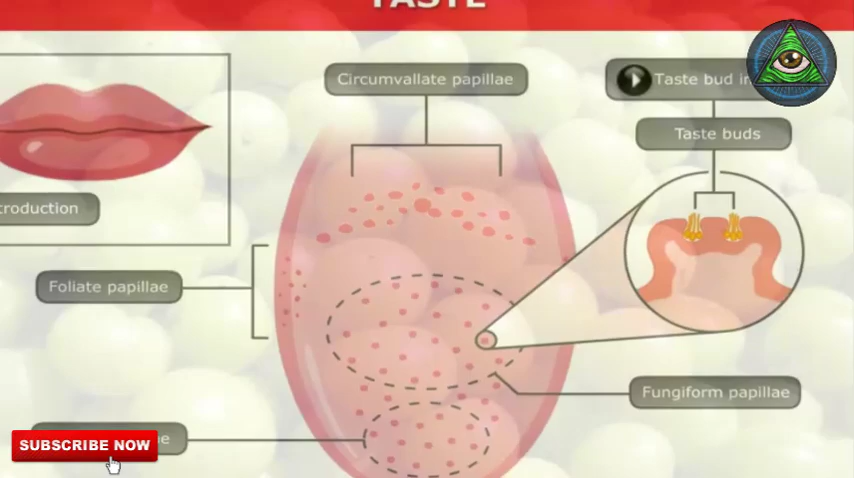 TASTE
Circumvallate papillae
Taste bud in
Taste buds
troduction
Foliate papillae
Fungiform papillae
SUBSCRIBE NOW